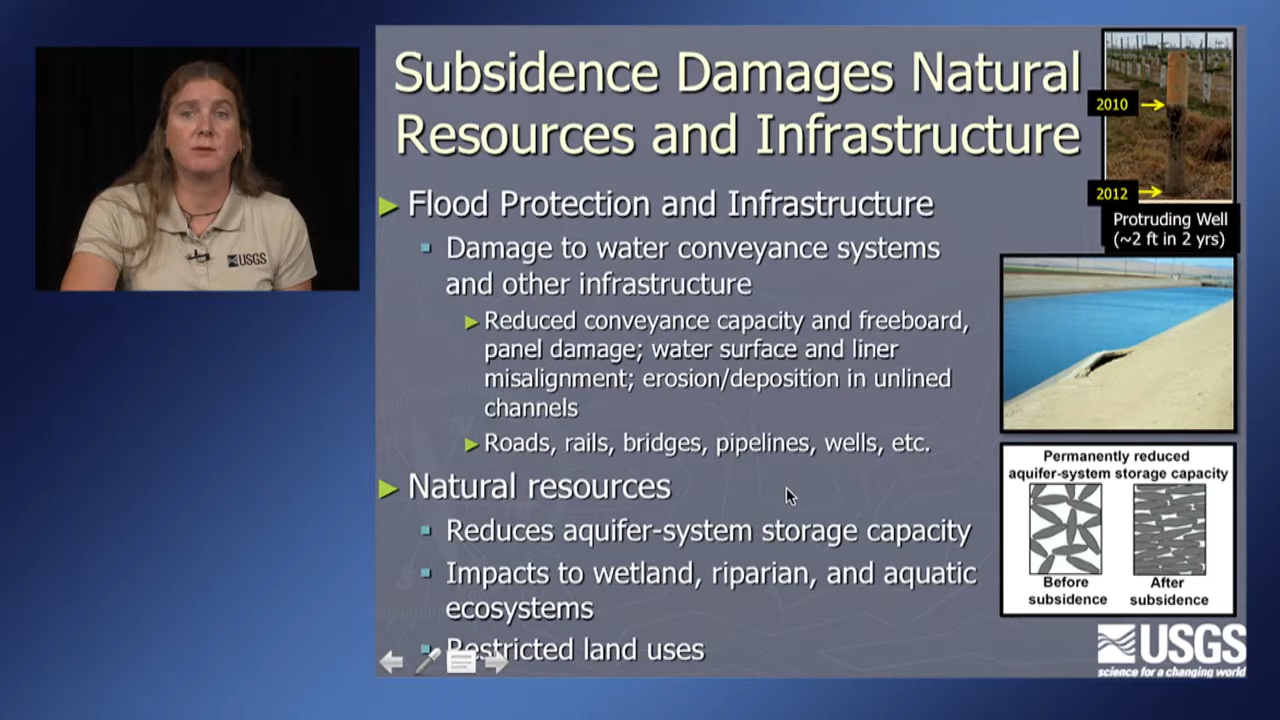 Subsidence Damages Natural
Resources and Infrastructure
► Flood Protection and Infrastructure
▪ Damage to water conveyance systems
and other infrastructure
► Reduced conveyance capacity and freeboard,
panel damage; water surface and liner
misalignment; erosion/deposition in unlined
channels
► Roads, rails, bridges, pipelines, wells, etc.
► Natural resources
▪ Reduces aquifer-system storage capacity
▪ Impacts to wetland, riparian, and aquatic
ecosystems
▪ Restricted land uses
2010
2012
Protruding Well
(~2 ft in 2 yrs)
Permanently reduced
aquifer-system storage capacity
Before
subsidence
After
subsidence
USGS
science for a changing world
USGS